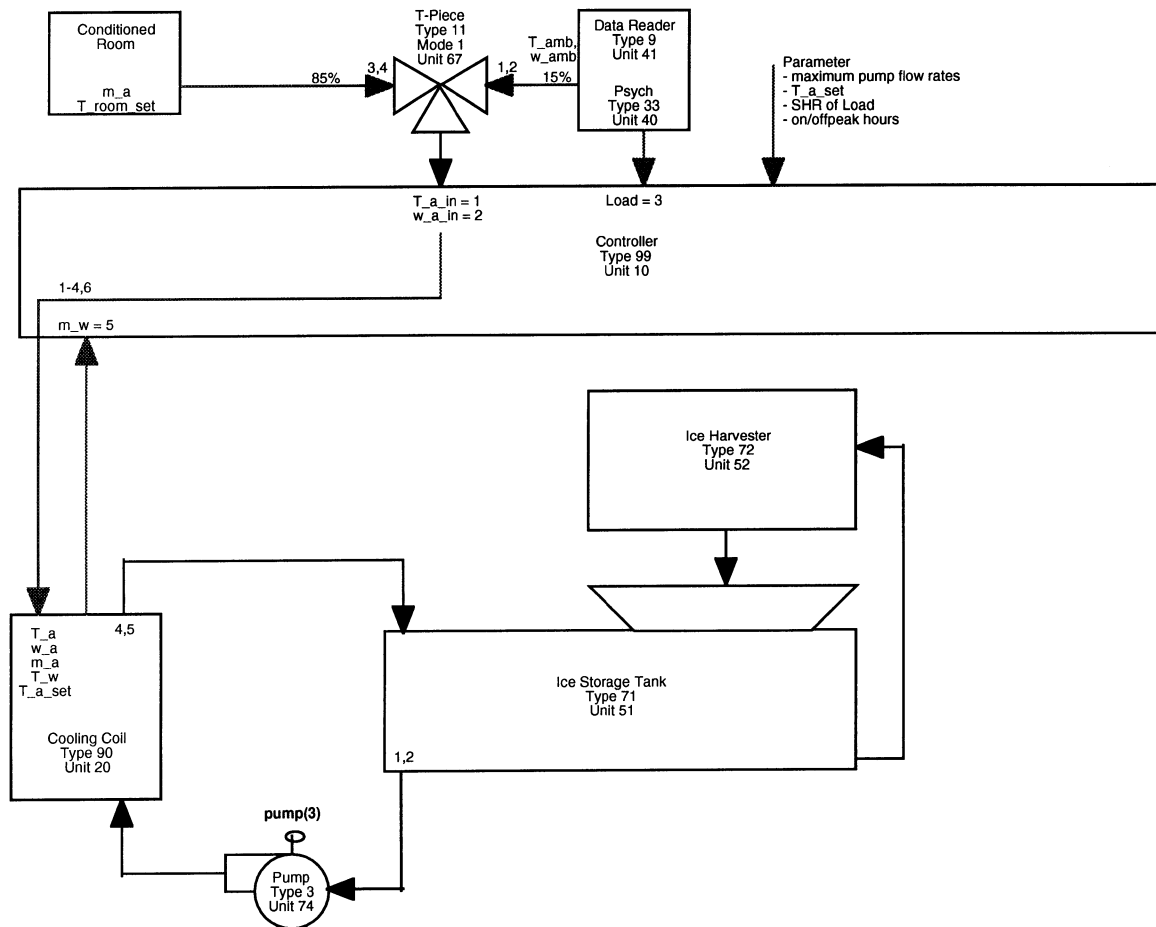 Conditioned
Room
m_a
T_room_set
85%
3,4
T-Piece
Type 11
Mode 1
Unit 67
1,2
T_amb,
w_amb
15%
Data Reader
Type 9
Unit 41
Psych
Type 33
Unit 40
Parameter
- maximum pump flow rates
- T_a_set
- SHR of Load
- on/offpeak hours
T_a_in = 1
w_a_in = 2
Load = 3
Controller
Type 99
Unit 10
1-4,6
m_w = 5
Ice Harvester
Type 72
Unit 52
4,5
T_a
w_a
m_a
T_w
T_a_set
Cooling Coil
Type 90
Unit 20
Ice Storage Tank
Type 71
Unit 51
1,2
pump(3)
Pump
Type 3
Unit 74